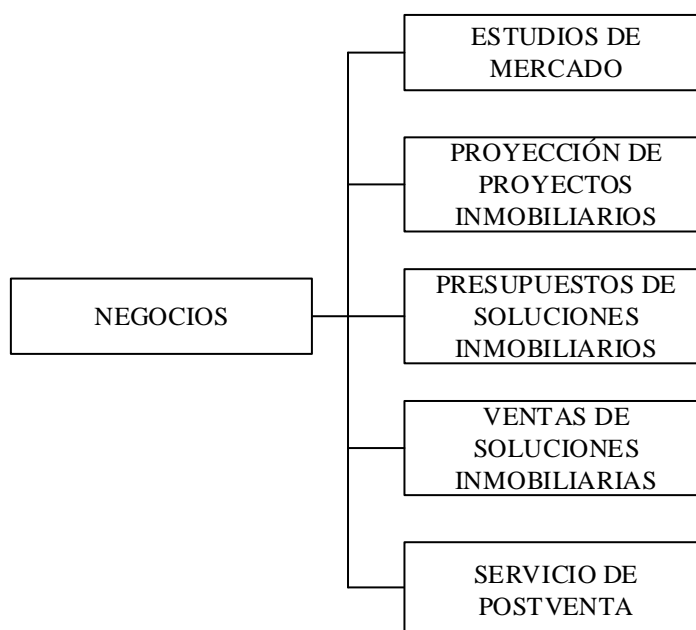 ESTUDIOS DE
MERCADO
PROYECCIÓN DE
PROYECTOS
INMOBILIARIOS
NEGOCIOS
PRESUPUESTOS DE
SOLUCIONES
INMOBILIARIOS
VENTAS DE
SOLUCIONES
INMOBILIARIAS
SERVICIO DE
POSTVENTA